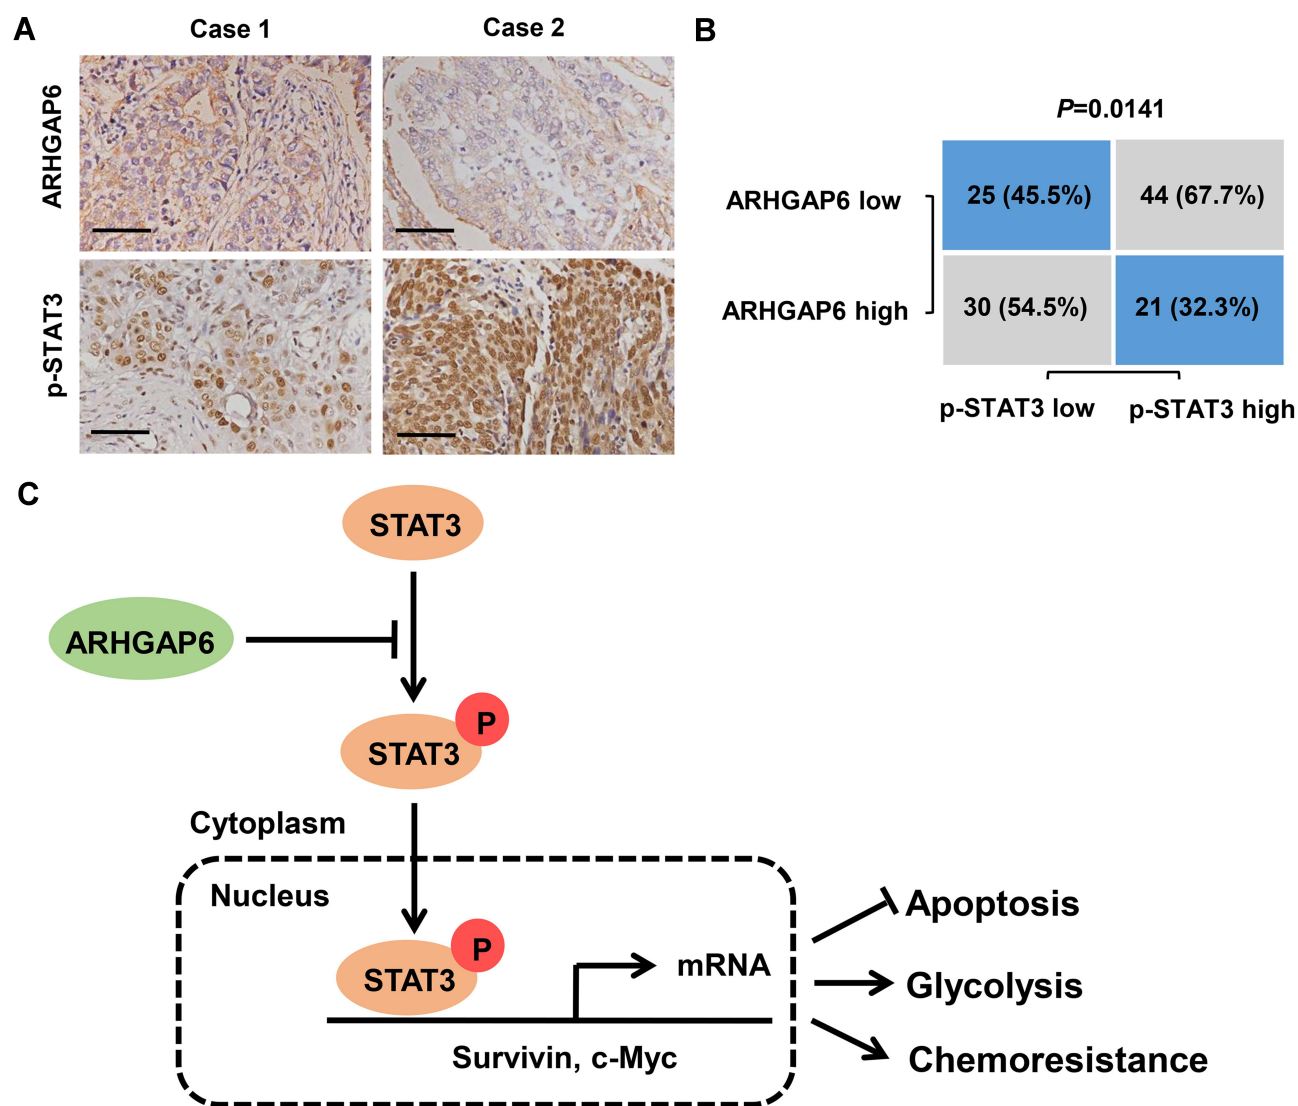 A
Case 1
Case 2
ARHGAP6
p-STAT3
B
P=0.0141
ARHGAP6 low
25 (45.5%)
44 (67.7%)
ARHGAP6 high
30 (54.5%)
21 (32.3%)
p-STAT3 low
p-STAT3 high
C
STAT3
ARHGAP6
P
STAT3
Cytoplasm
Nucleus
P
STAT3
mRNA
Survivin, c-Myc
Apoptosis
Glycolysis
Chemoresistance